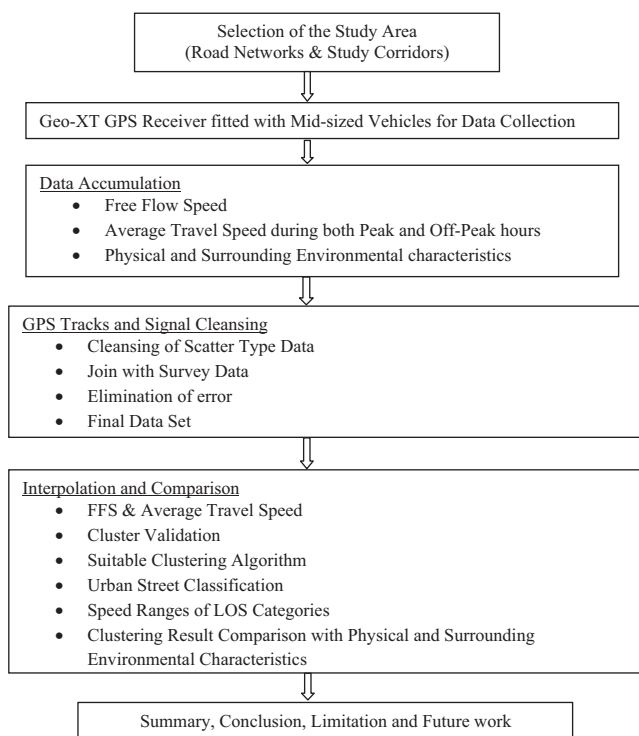 Selection of the Study Area
(Road Networks & Study Corridors)
Geo-XT GPS Receiver fitted with Mid-sized Vehicles for Data Collection
Data Accumulation
• Free Flow Speed
• Average Travel Speed during both Peak and Off-Peak hours
• Physical and Surrounding Environmental characteristics
GPS Tracks and Signal Cleansing
• Cleansing of Scatter Type Data
• Join with Survey Data
• Elimination of error
• Final Data Set
Interpolation and Comparison
• FFS & Average Travel Speed
• Cluster Validation
• Suitable Clustering Algorithm
• Urban Street Classification
• Speed Ranges of LOS Categories
• Clustering Result Comparison with Physical and Surrounding
Environmental Characteristics
Summary, Conclusion, Limitation and Future work